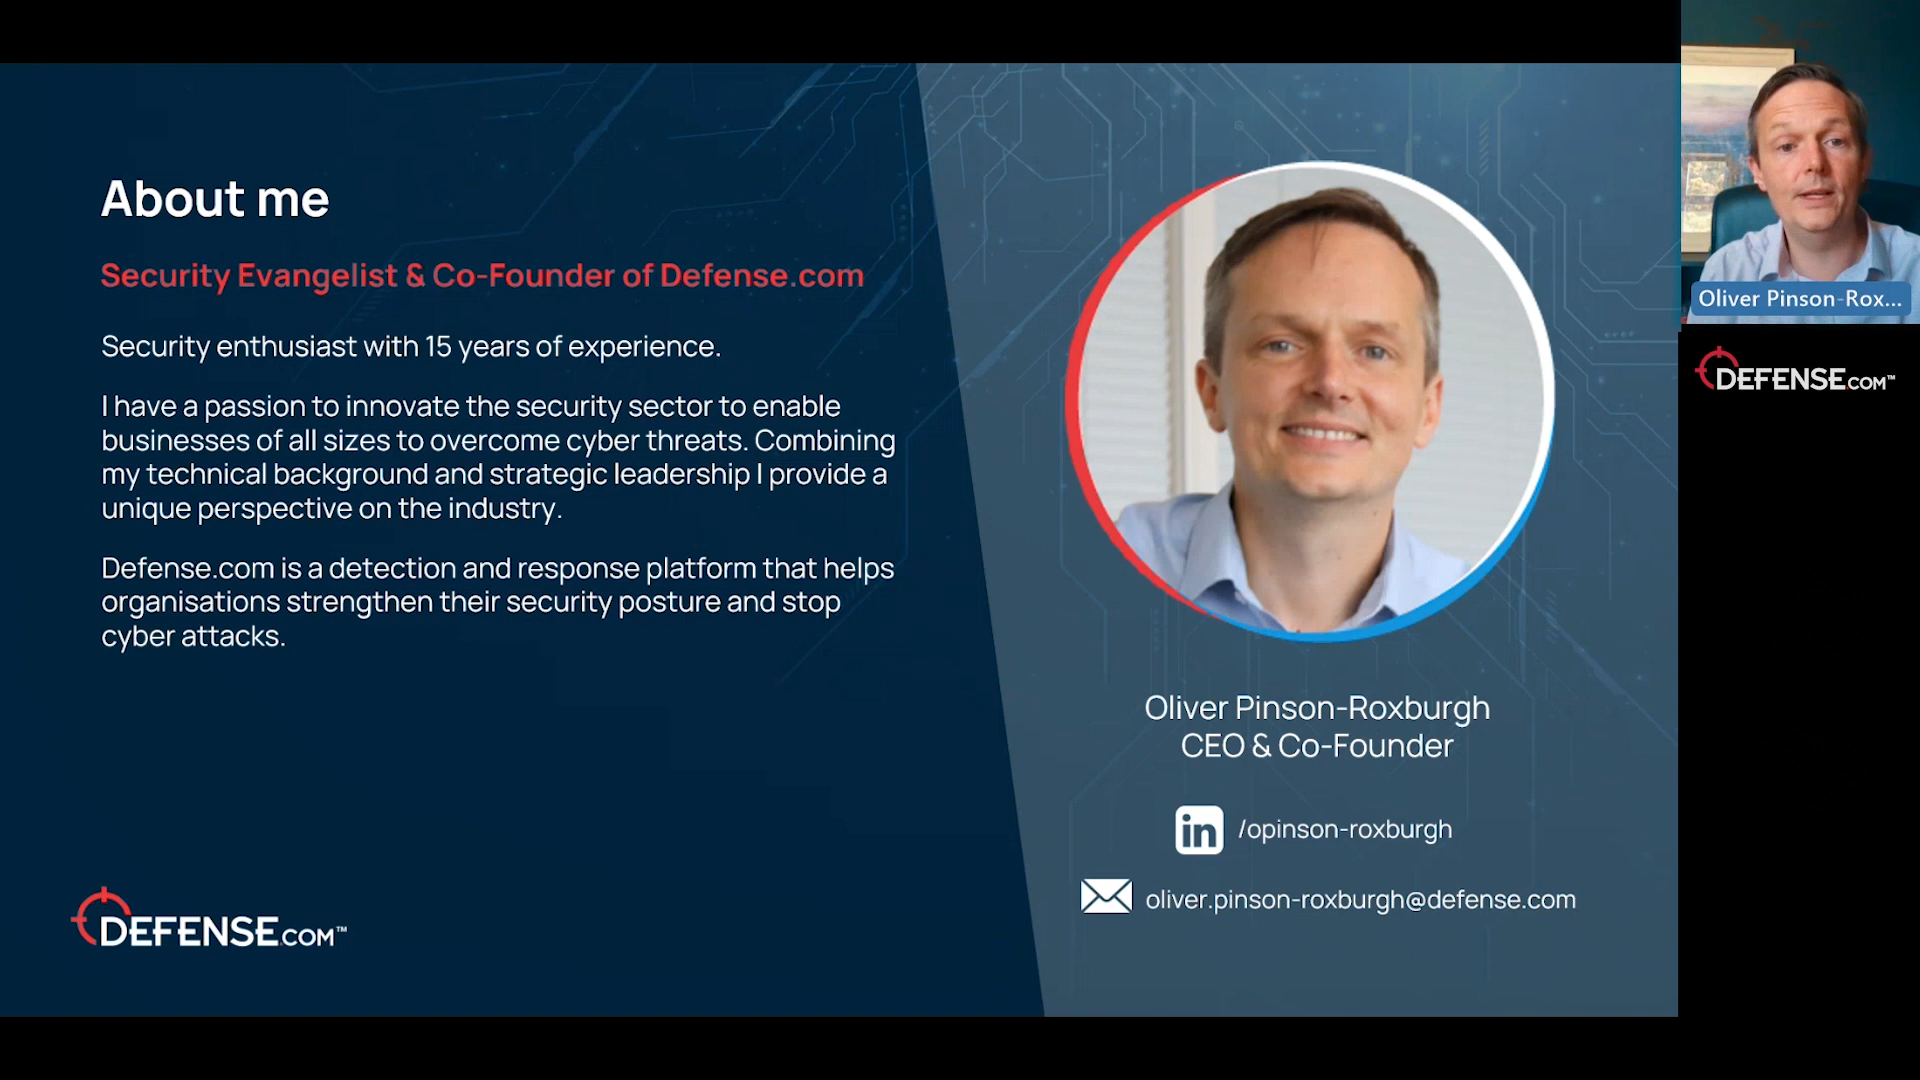 About me
Security Evangelist & Co-Founder of Defense.com
Security enthusiast with 15 years of experience.
I have a passion to innovate the security sector to enable
businesses of all sizes to overcome cyber threats. Combining
my technical background and strategic leadership I provide a
unique perspective on the industry.
Defense.com is a detection and response platform that helps
organisations strengthen their security posture and stop
cyber attacks.
DEFENSE.COM™
Oliver Pinson-Roxburgh
CEO & Co-Founder
in /opinson-roxburgh
oliver.pinson-roxburgh@defense.com
Oliver Pinson-Rox...
DEFENSE.COM™